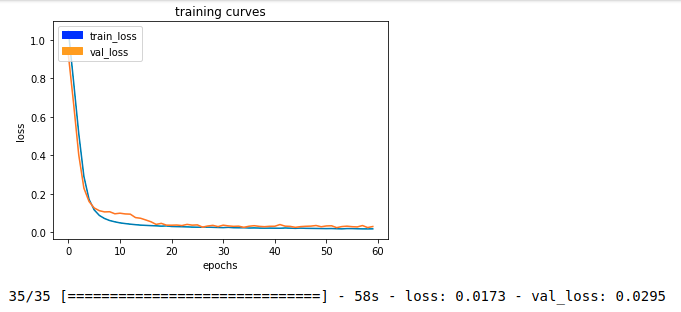 training curves
train_loss
val_loss
1.0
0.8
0.6
0.4
0.2
0.0
loss
0 10 20 30 40 50 60
epochs
35/35 [==============================] - 58s - loss: 0.0173 - val_loss: 0.0295